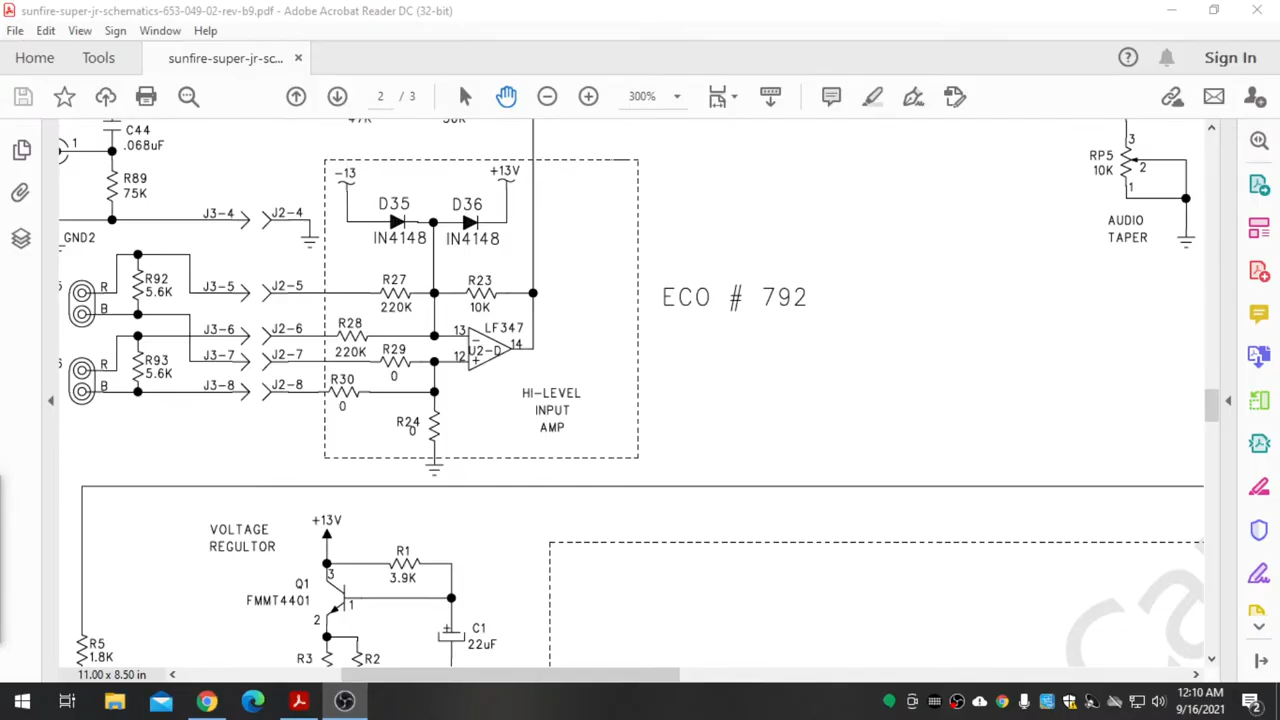 sunfire-super-jr-schematics-653-049-02-rev-b9.pdf - Adobe Acrobat Reader DC (32-bit)
File Edit View Sign Window Help
Home Tools sunfire-super-jr-sc... × Sign In
2 / 3 300%
C44
.068uF
1
R89
75K
GND2
J3-4 J2-4
-13 +13V
D35 D36
IN4148 IN4148
RP5
10K
3
2
1
AUDIO
TAPER
R
B
R92
5.6K
J3-5 J2-5
R27
220K
R23
10K
ECO # 792
R
B
R93
5.6K
J3-6 J2-6
J3-7 J2-7
J3-8 J2-8
R28
220K
R29
0
R30
0
R24
0
13
12
14
LF347
U2-D
HI-LEVEL
INPUT
AMP
VOLTAGE
REGULTOR
+13V
R1
3.9K
3
Q1
FMMT4401
1
2
C1
22uF
R3 R2
R5
1.8K
11.00 x 8.50 in
12:10 AM
9/16/2021
2